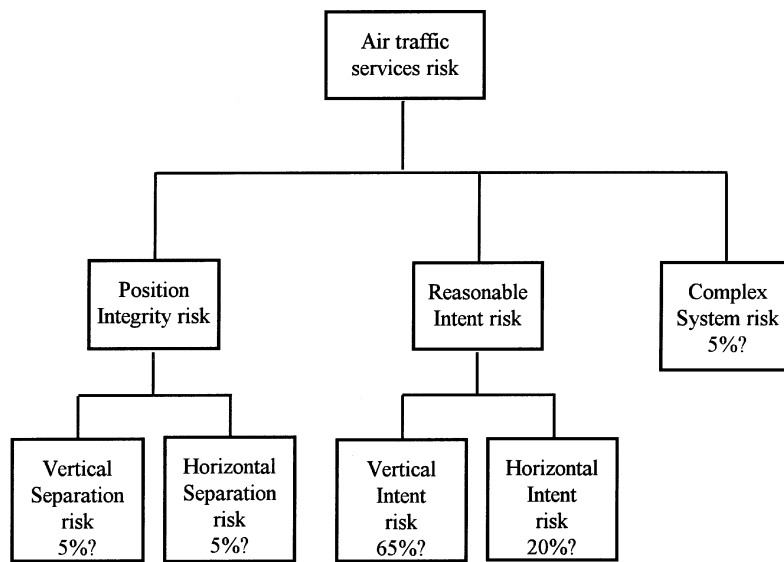 Air traffic
services risk
Position
Integrity risk
Reasonable
Intent risk
Complex
System risk
5%?
Vertical
Separation
risk
5%?
Horizontal
Separation
risk
5%?
Vertical
Intent
risk
65%?
Horizontal
Intent
risk
20%?